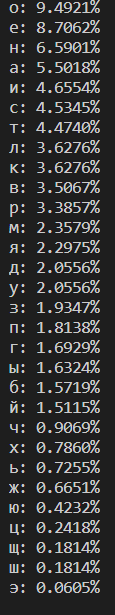 о: 9.4921%
е: 8.7062%
н: 6.5901%
а: 5.5018%
и: 4.6554%
с: 4.5345%
т: 4.4740%
л: 3.6276%
к: 3.6276%
в: 3.5067%
р: 3.3857%
м: 2.3579%
я: 2.2975%
д: 2.0556%
у: 2.0556%
з: 1.9347%
п: 1.8138%
г: 1.6929%
ы: 1.6324%
б: 1.5719%
й: 1.5115%
ч: 0.9069%
х: 0.7860%
ь: 0.7255%
ж: 0.6651%
ю: 0.4232%
ц: 0.2418%
щ: 0.1814%
ш: 0.1814%
э: 0.0605%